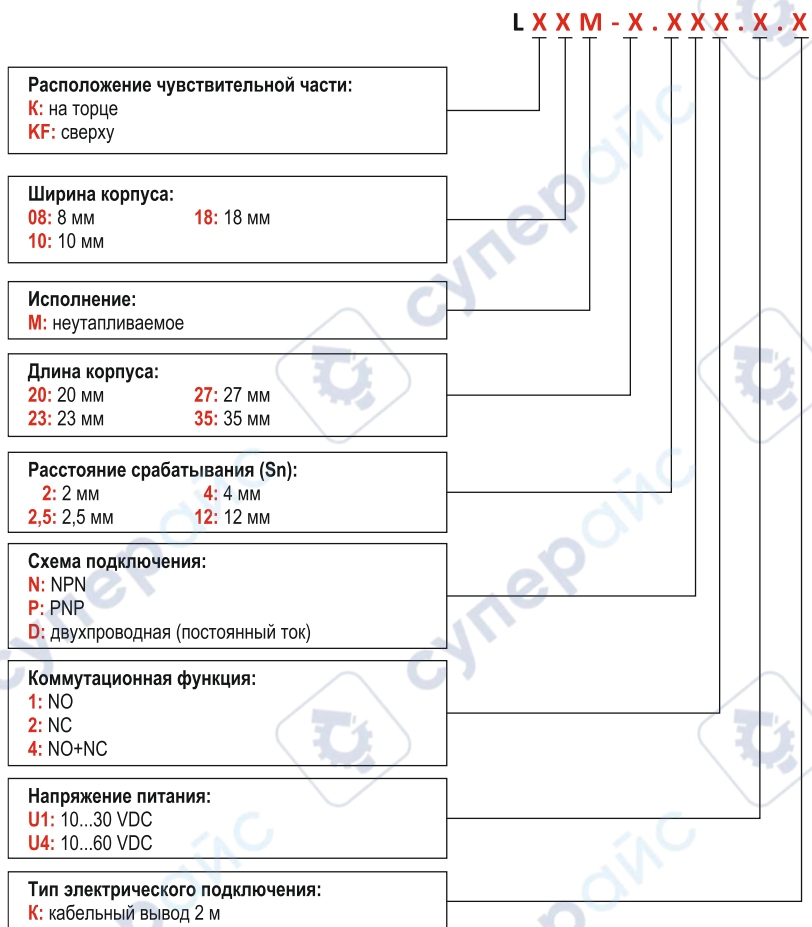 L X X M - X . X X X . X . X
Расположение чувствительной части:
К: на торце
KF: сверху
Ширина корпуса:
08: 8 мм 18: 18 мм
10: 10 мм
Исполнение:
М: неутапливаемое
Длина корпуса:
20: 20 мм 27: 27 мм
23: 23 мм 35: 35 мм
Расстояние срабатывания (Sn):
2: 2 мм 4: 4 мм
2,5: 2,5 мм 12: 12 мм
Схема подключения:
N: NPN
P: PNP
D: двухпроводная (постоянный ток)
Коммутационная функция:
1: NO
2: NC
4: NO+NC
Напряжение питания:
U1: 10...30 VDC
U4: 10...60 VDC
Тип электрического подключения:
К: кабельный вывод 2 м
суперайс
суперайс
суперайс
суперайс